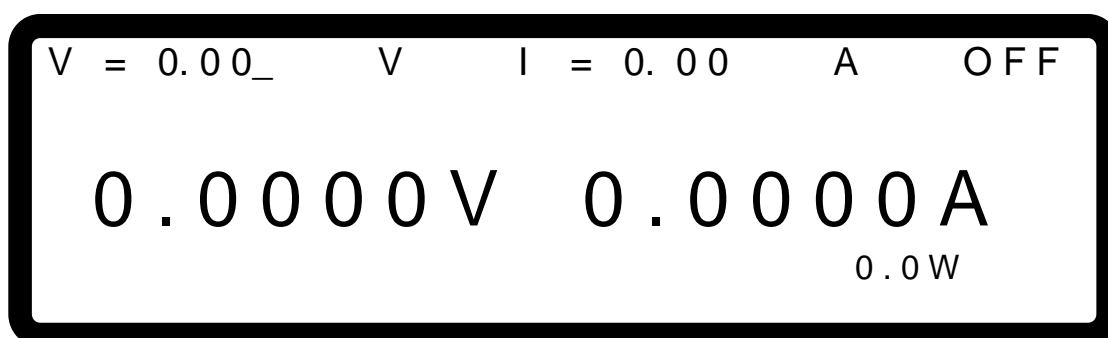 V = 0.00_ V I = 0.00 A OFF
0.0000V 0.0000A
0.0W